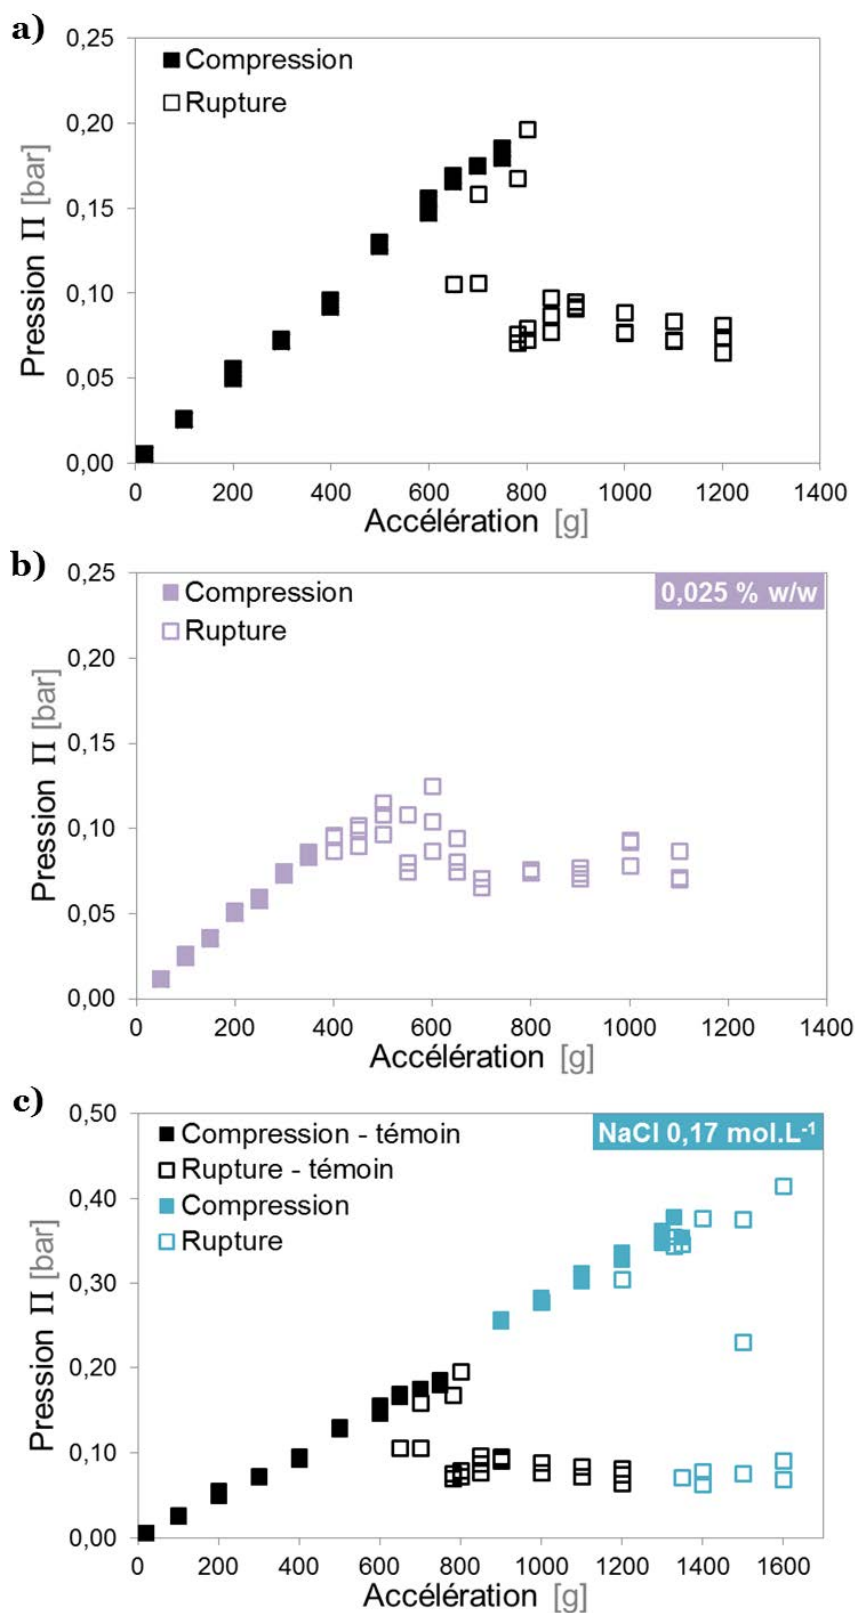 a)
0,25
0,20
0,15
0,10
0,05
0,00
Pression Π [bar]
Compression
Rupture
0 200 400 600 800 1000 1200 1400
Accélération [g]
b)
0,25
0,20
0,15
0,10
0,05
0,00
Pression Π [bar]
Compression
Rupture
0,025 % w/w
0 200 400 600 800 1000 1200 1400
Accélération [g]
c)
0,50
0,40
0,30
0,20
0,10
0,00
Pression Π [bar]
Compression - témoin
Rupture - témoin
Compression
Rupture
NaCl 0,17 mol.L⁻¹
0 200 400 600 800 1000 1200 1400 1600
Accélération [g]